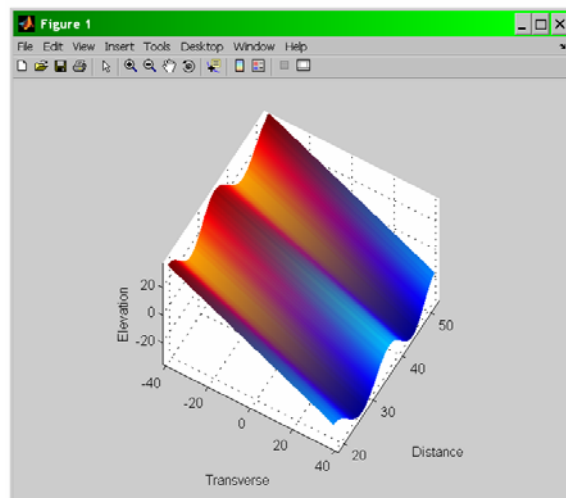 Figure 1
File Edit View Insert Tools Desktop Window Help
Elevation
20
0
-20
-40
-20
0
20
40
Transverse
20
30
40
50
Distance